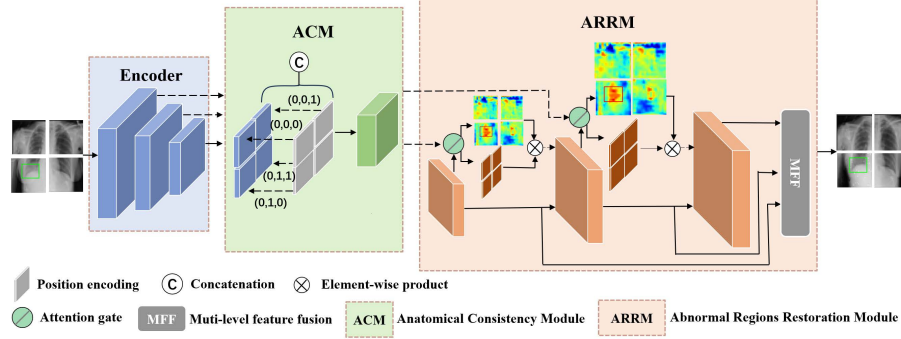 Encoder
ACM
C
(0,0,1)
(0,0,0)
(0,1,1)
(0,1,0)
ARRM
MFF
Position encoding
C Concatenation
Element-wise product
Attention gate
MFF Muti-level feature fusion
ACM Anatomical Consistency Module
ARRM Abnormal Regions Restoration Module